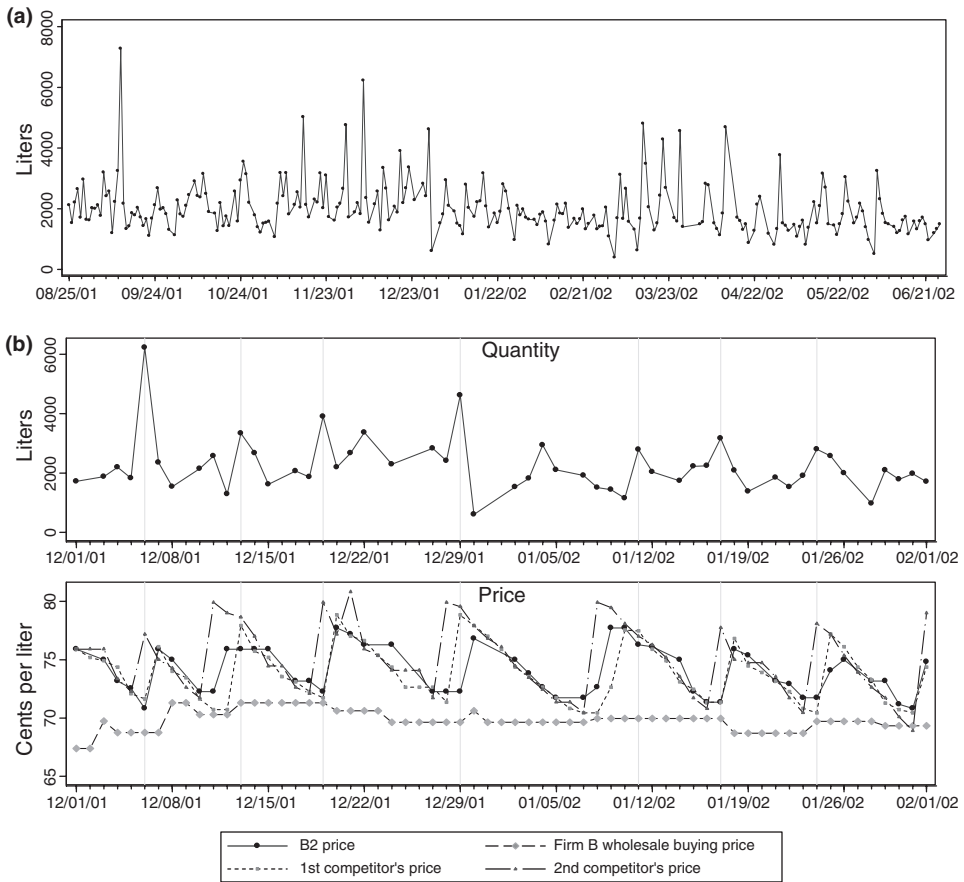 (a)
8000
6000
4000
2000
0
Liters
08/25/01 09/24/01 10/24/01 11/23/01 12/23/01 01/22/02 02/21/02 03/23/02 04/22/02 05/22/02 06/21/02
(b)
Quantity
6000
4000
2000
0
Liters
12/01/01 12/08/01 12/15/01 12/22/01 12/29/01 01/05/02 01/12/02 01/19/02 01/26/02 02/01/02
Price
80
75
70
65
Cents per liter
12/01/01 12/08/01 12/15/01 12/22/01 12/29/01 01/05/02 01/12/02 01/19/02 01/26/02 02/01/02
B2 price
Firm B wholesale buying price
1st competitor's price
2nd competitor's price